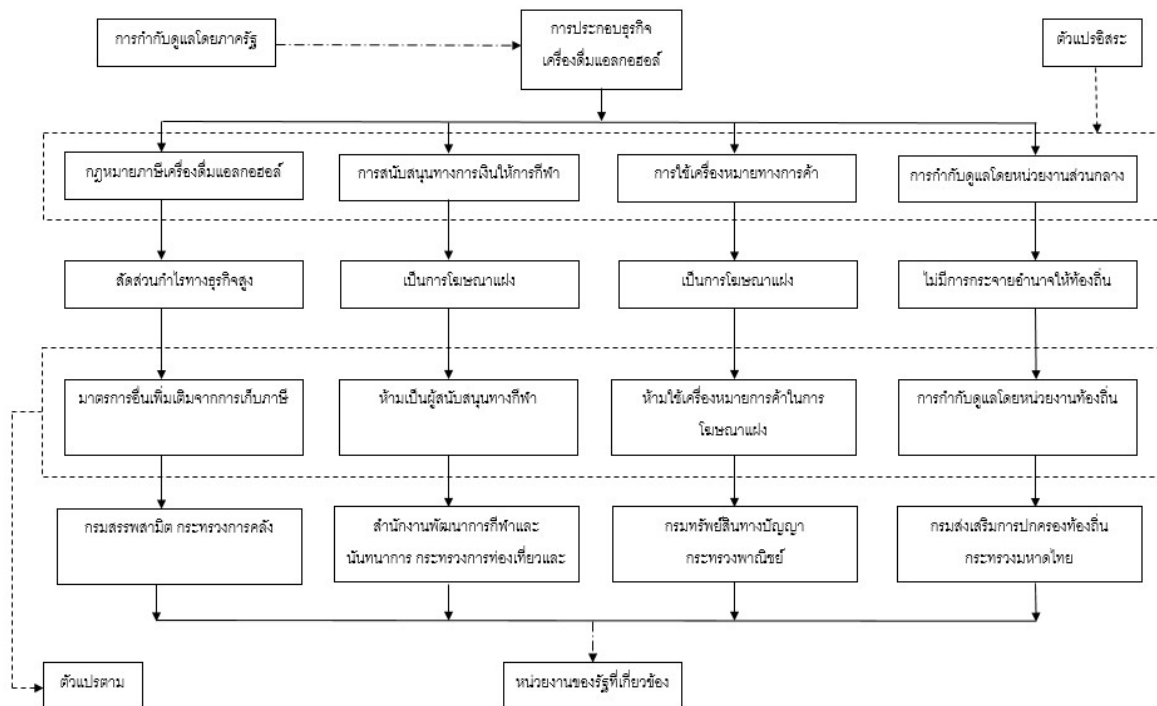 การกำกับดูแลโดยภาครัฐ
การประกอบธุรกิจ
เครื่องดื่มแอลกอฮอล์
ตัวแปรอิสระ
กฎหมายภาษีเครื่องดื่มแอลกอฮอล์
การสนับสนุนทางการเงินให้การกีฬา
การใช้เครื่องหมายทางการค้า
การกำกับดูแลโดยหน่วยงานส่วนกลาง
สัดส่วนกำไรทางธุรกิจสูง
เป็นการโฆษณาแฝง
เป็นการโฆษณาแฝง
ไม่มีการกระจายอำนาจให้ท้องถิ่น
มาตรการอื่นเพิ่มเติมจากการเก็บภาษี
ห้ามเป็นผู้สนับสนุนทางกีฬา
ห้ามใช้เครื่องหมายการค้าในการ
โฆษณาแฝง
การกำกับดูแลโดยหน่วยงานท้องถิ่น
กรมสรรพสามิต กระทรวงการคลัง
สำนักงานพัฒนาการกีฬาและ
นันทนาการ กระทรวงการท่องเที่ยวและ
กรมทรัพย์สินทางปัญญา
กระทรวงพาณิชย์
กรมส่งเสริมการปกครองท้องถิ่น
กระทรวงมหาดไทย
ตัวแปรตาม
หน่วยงานของรัฐที่เกี่ยวข้อง